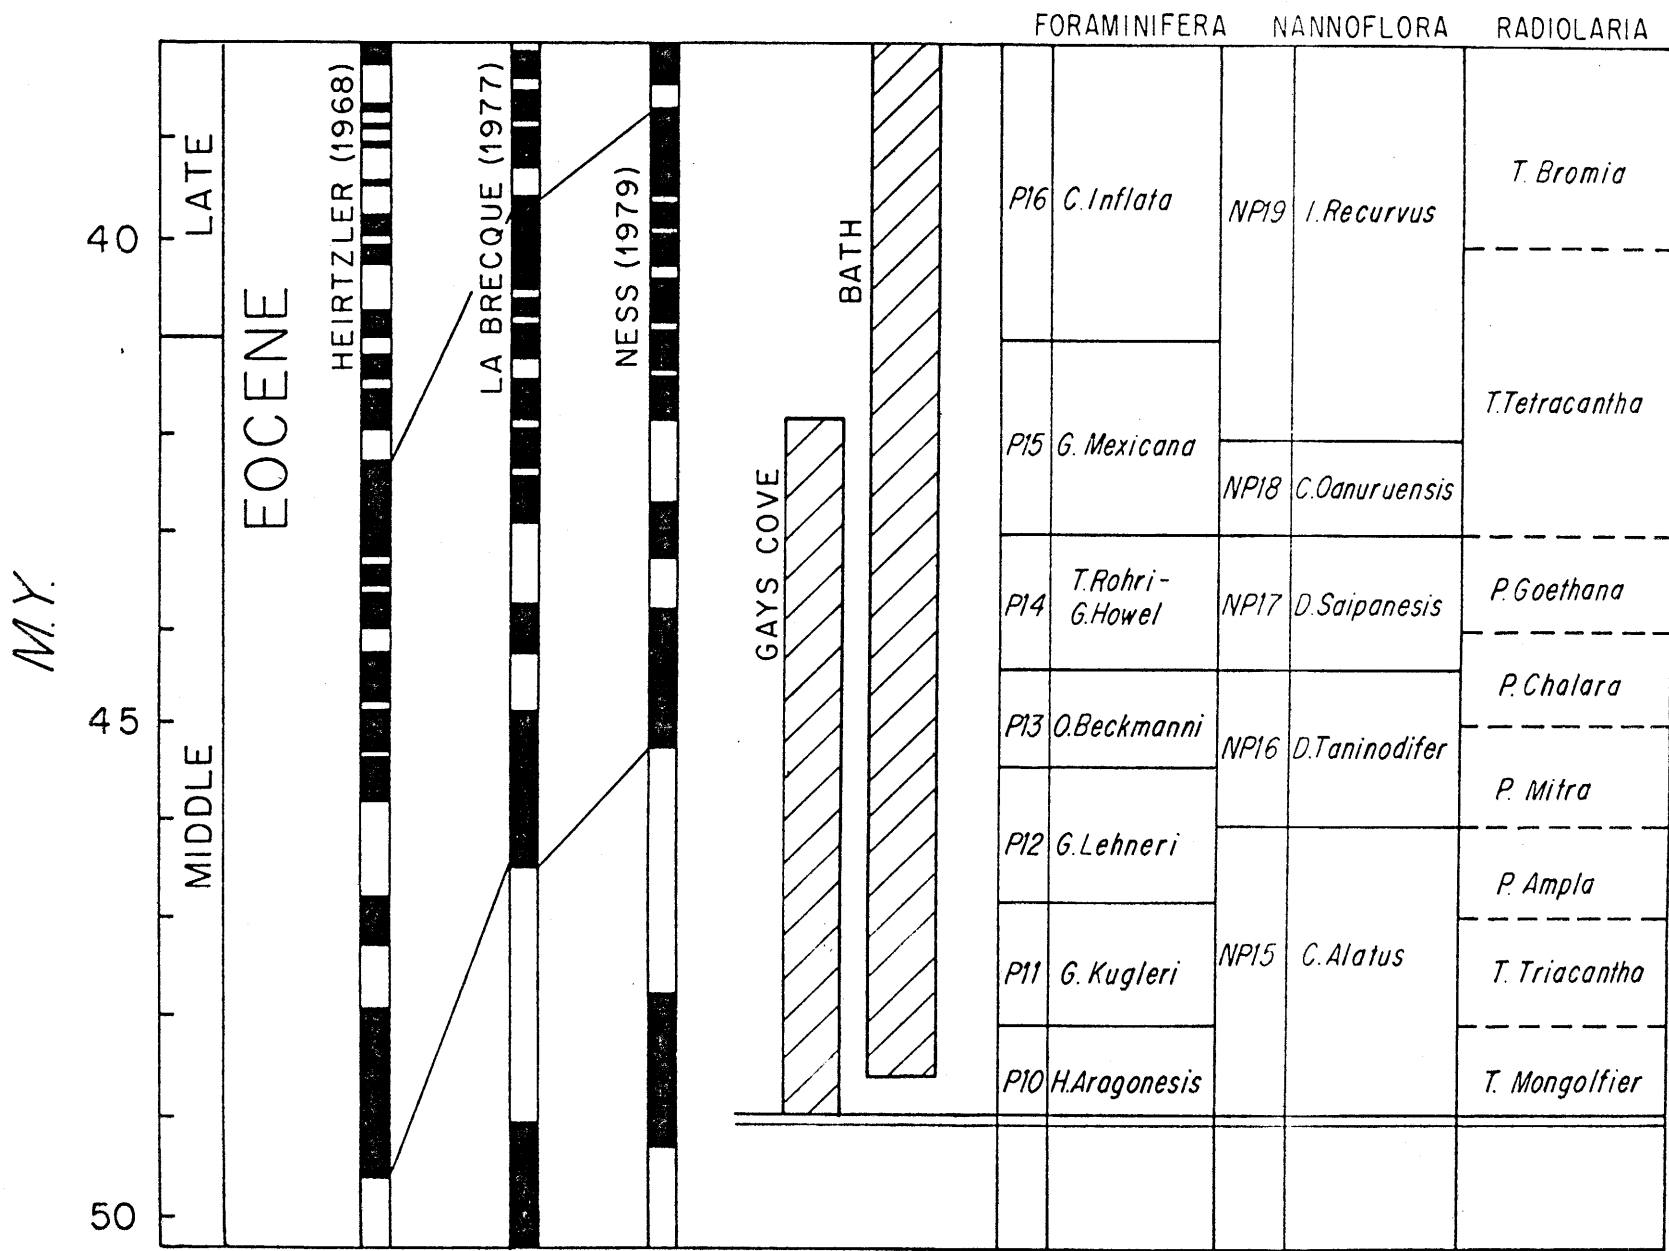 FORAMINIFERA NANNOFLORA RADIOLARIA
M.Y.
40
45
50
LATE
MIDDLE
EOCENE
HEIRTZLER (1968)
LA BRECQUE (1977)
NESS (1979)
GAYS COVE
BATH
P16 C. Inflata
P15 G. Mexicana
P14 T. Rohri-
G. Howel
P13 O. Beckmanni
P12 G. Lehneri
P11 G. Kugleri
P10 H. Aragonesis
NP19 I. Recurvus
NP18 C. Oanuruensis
NP17 D. Saipanesis
NP16 D. Taninodifer
NP15 C. Alatus
T. Bromia
T. Tetracantha
P. Goethana
P. Chalara
P. Mitra
P. Ampla
T. Triacantha
T. Mongolfier